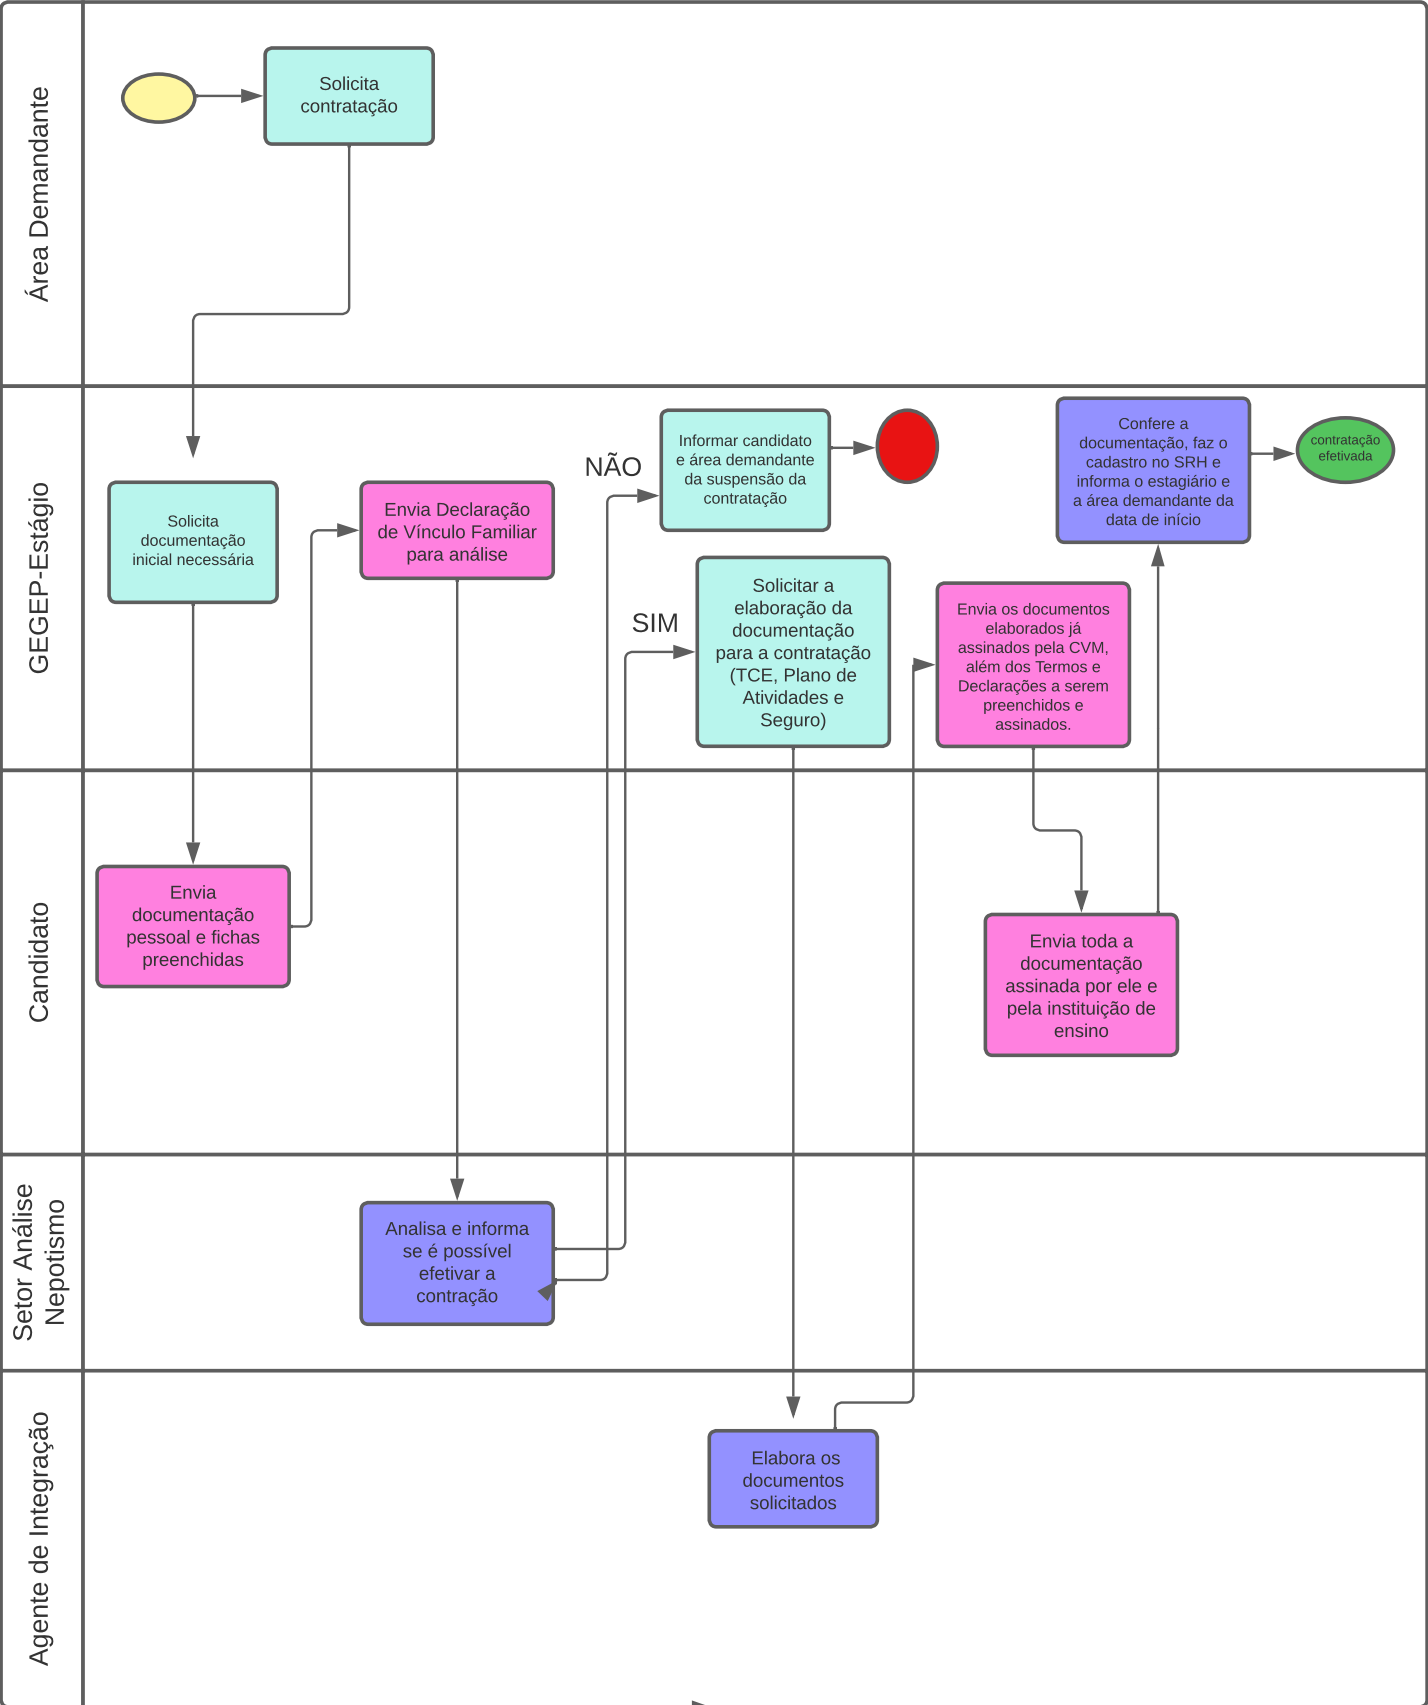 Área Demandante
Solicita
contratação
GEGEP-Estágio
Solicita
documentação
inicial necessária
Envia Declaração
de Vínculo Familiar
para análise
NÃO
Informar candidato
e área demandante
da suspensão da
contratação
SIM
Solicitar a
elaboração da
documentação
para a contratação
(TCE, Plano de
Atividades e
Seguro)
Envia os documentos
elaborados já
assinados pela CVM,
além dos Termos e
Declarações a serem
preenchidos e
assinados.
Confere a
documentação, faz o
cadastro no SRH e
informa o estagiário e
a área demandante da
data de início
contratação
efetivada
Candidato
Envia
documentação
pessoal e fichas
preenchidas
Envia toda a
documentação
assinada por ele e
pela instituição de
ensino
Setor Análise
Nepotismo
Analisa e informa
se é possível
efetivar a
contração
Agente de Integração
Elabora os
documentos
solicitados